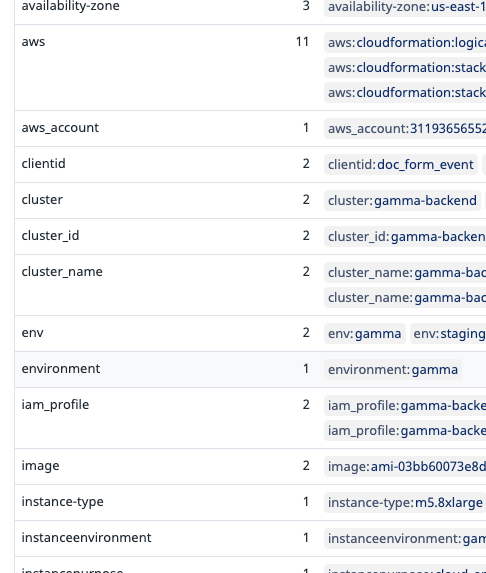 availability-zone 3 availability-zone:us-east-1
aws 11 aws:cloudformation:logic
aws:cloudformation:stack
aws:cloudformation:stack
aws_account 1 aws_account:31193656552
clientid 2 clientid:doc_form_event
cluster 2 cluster:gamma-backend
cluster_id 2 cluster_id:gamma-backen
cluster_name 2 cluster_name:gamma-bac
cluster_name:gamma-bac
env 2 env:gamma env:staging
environment 1 environment:gamma
iam_profile 2 iam_profile:gamma-backe
iam_profile:gamma-backe
image 2 image:ami-03bb60073e8d
instance-type 1 instance-type:m5.8xlarge
instanceenvironment 1 instanceenvironment:gam